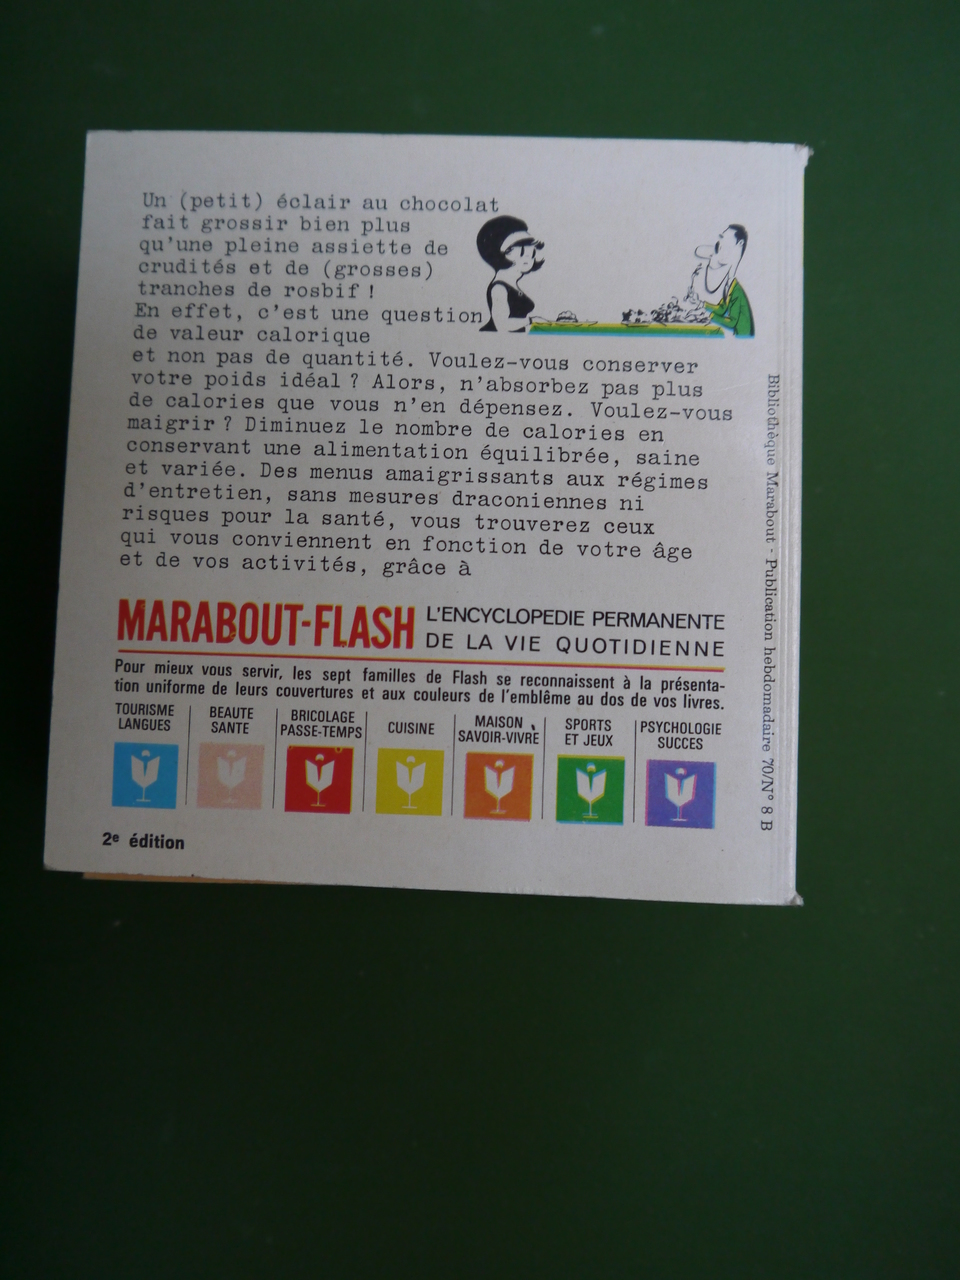 Un (petit) éclair au chocolat
fait grossir bien plus
qu'une pleine assiette de
crudités et de (grosses)
tranches de rosbif !
En effet, c'est une question
de valeur calorique
et non pas de quantité. Voulez-vous conserver
votre poids idéal ? Alors, n'absorbez pas plus
de calories que vous n'en dépensez. Voulez-vous
maigrir ? Diminuez le nombre de calories en
conservant une alimentation équilibrée, saine
et variée. Des menus amaigrissants aux régimes
d'entretien, sans mesures draconiennes ni
risques pour la santé, vous trouverez ceux
qui vous conviennent en fonction de votre âge
et de vos activités, grâce à
MARABOUT-FLASH
L'ENCYCLOPEDIE PERMANENTE
DE LA VIE QUOTIDIENNE
Pour mieux vous servir, les sept familles de Flash se reconnaissent à la présenta-
tion uniforme de leurs couvertures et aux couleurs de l'emblême au dos de vos livres.
TOURISME
LANGUES
BEAUTE
SANTE
BRICOLAGE
PASSE-TEMPS
CUISINE
MAISON
SAVOIR-VIVRE
SPORTS
ET JEUX
PSYCHOLOGIE
SUCCES
2e édition
Bibliothèque Marabout - Publication hebdomadaire 70/N° 8 B